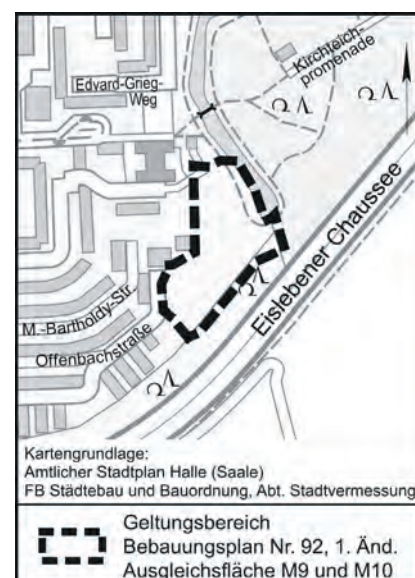 Kirchteich-
promenade
Edvard-Grieg-
Weg
Eislebener Chaussee
M.-Bartholdy-Str.
Offenbachstraße
Kartengrundlage:
Amtlicher Stadtplan Halle (Saale)
FB Städtebau und Bauordnung, Abt. Stadtvermessung
Geltungsbereich
Bebauungsplan Nr. 92, 1. Änd.
Ausgleichsfläche M9 und M10